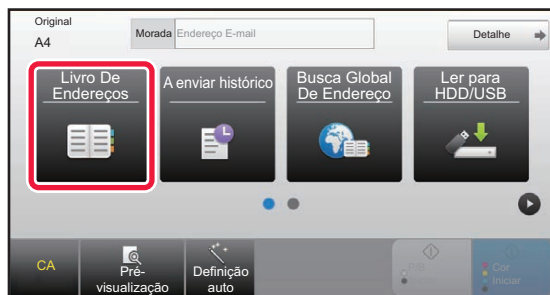 Original
A4
Morada
Endereço E-mail
Detalhe
Livro De
Endereços
A enviar histórico
Busca Global
De Endereço
Ler para
HDD/USB
CA
Pré-
visualização
Definição
auto
Cor
Iniciar